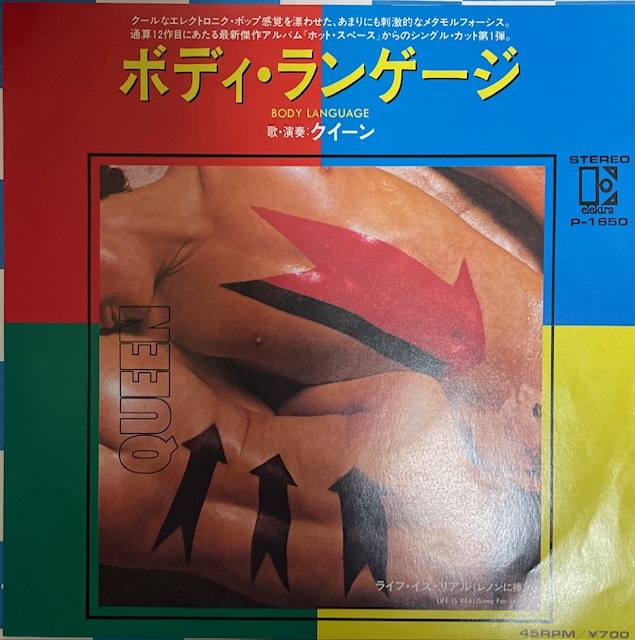 クールなエレクトロニク・ポップ感覚を漂わせた、あまりにも刺激的なメタモルフォーシス。
通算12作目にあたる最新傑作アルバム『ホット・スペース』からのシングル・カット第1弾。
ボディ・ランゲージ
BODY LANGUAGE
歌・演奏:クイーン
STEREO
elektra
P-1650
QUEEN
ライフ・イズ・リアル(レノンに捧
LIFE IS REAL(Song For
45RPM/¥700